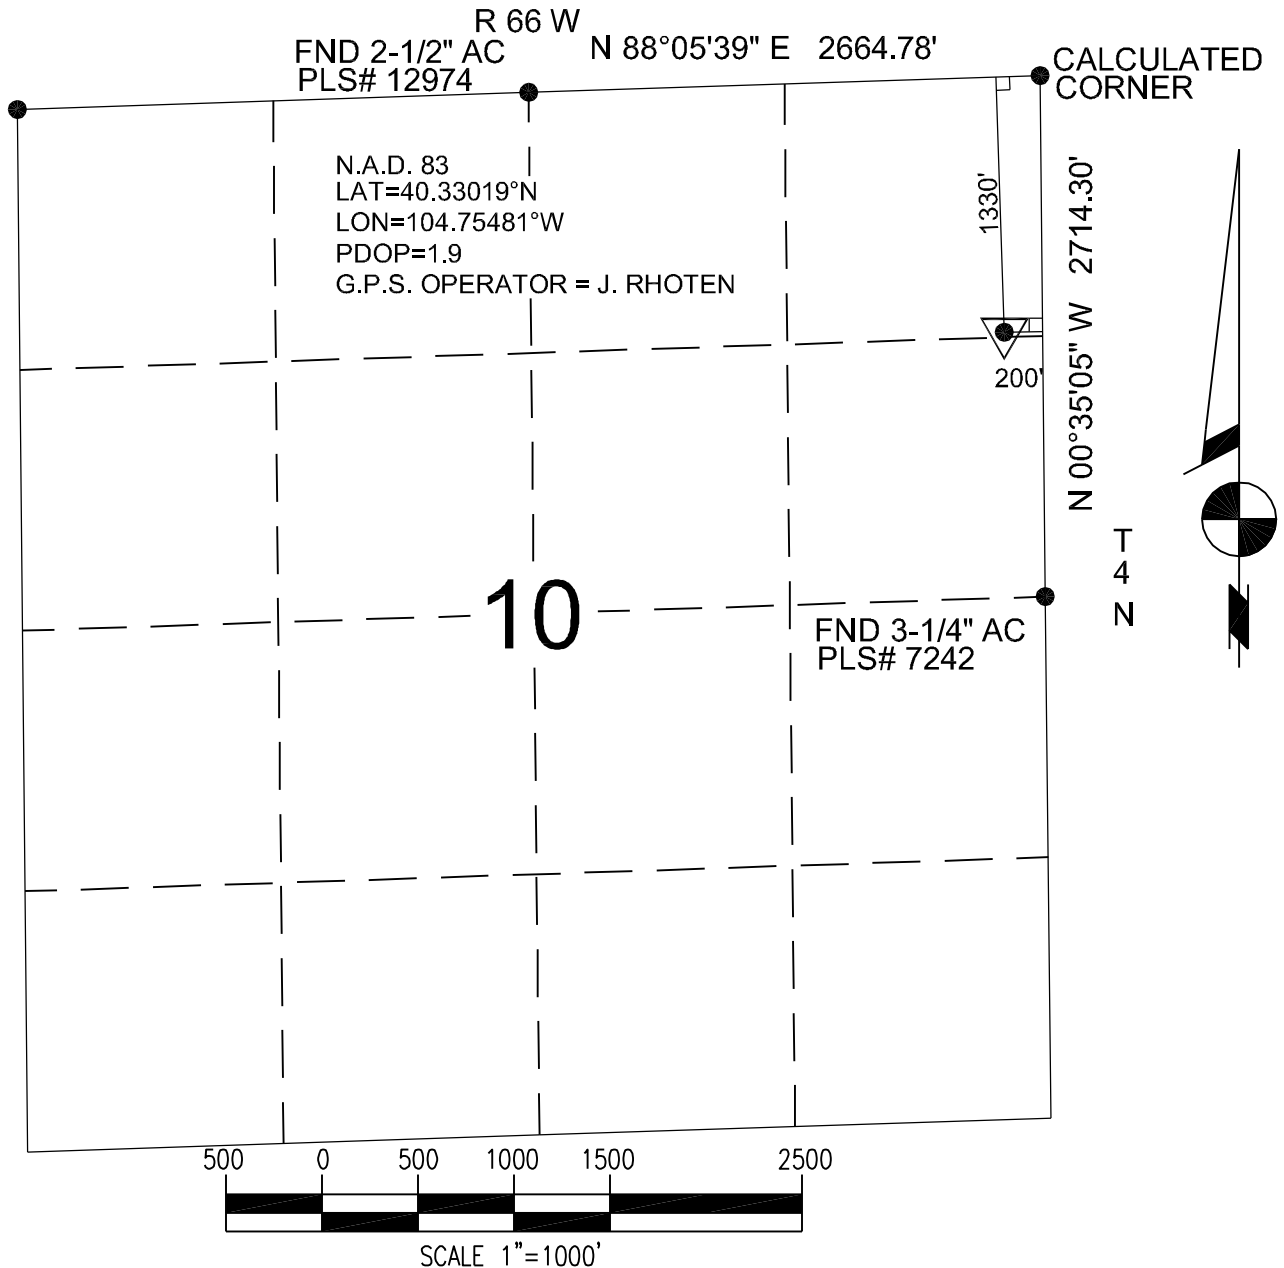 R 66 W
FND 2-1/2" AC
PLS# 12974
N 88°05'39" E 2664.78'
CALCULATED
CORNER
N.A.D. 83
LAT=40.33019°N
LON=104.75481°W
PDOP=1.9
G.P.S. OPERATOR = J. RHOTEN
1330'
N 00°35'05" W 2714.30'
200'
T
4
N
10
FND 3-1/4" AC
PLS# 7242
500 0 500 1000 1500 2500
SCALE 1"=1000'